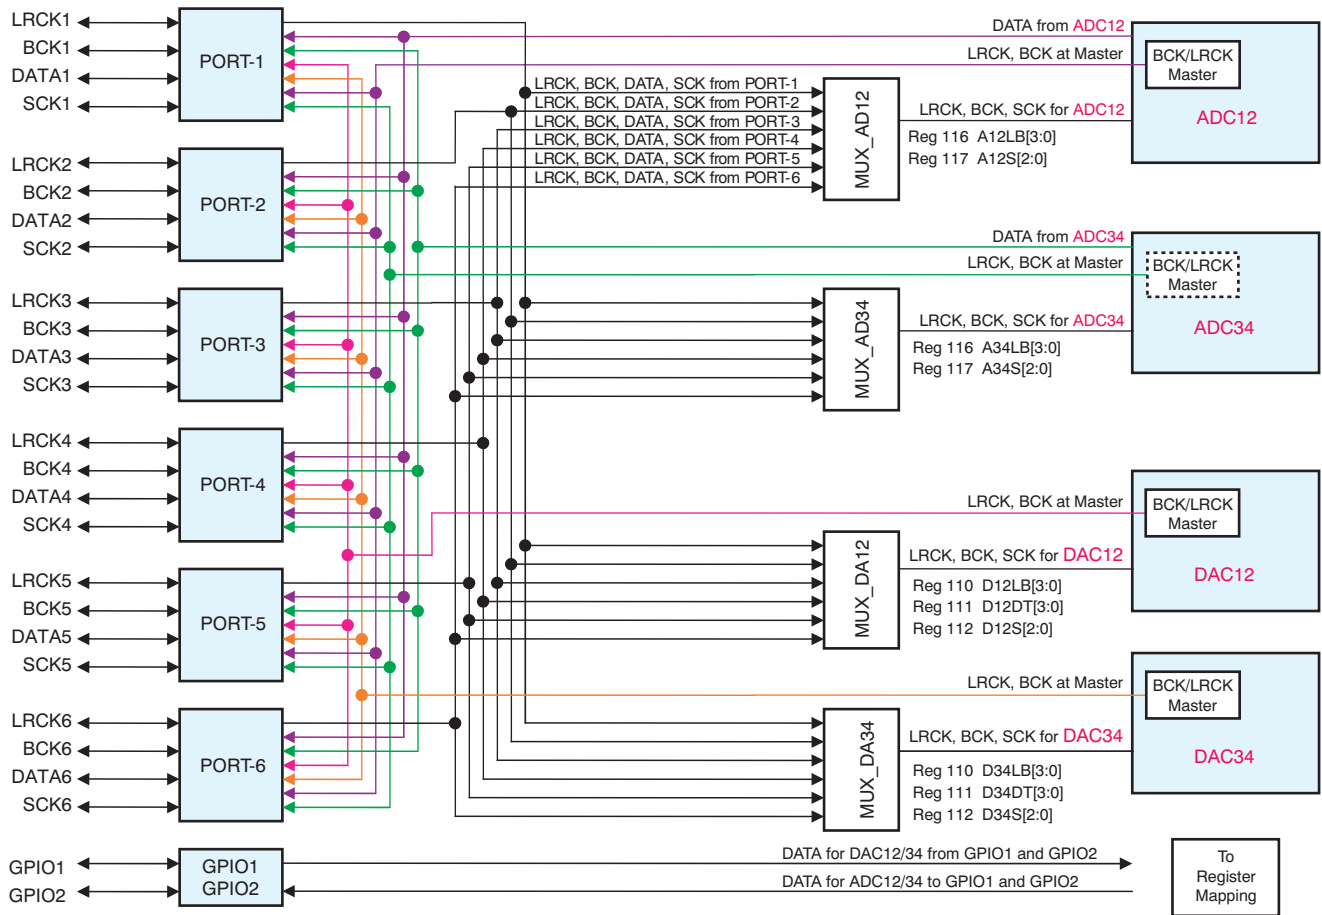 LRCK1
BCK1
DATA1
SCK1
PORT-1
LRCK2
BCK2
DATA2
SCK2
PORT-2
LRCK3
BCK3
DATA3
SCK3
PORT-3
LRCK4
BCK4
DATA4
SCK4
PORT-4
LRCK5
BCK5
DATA5
SCK5
PORT-5
LRCK6
BCK6
DATA6
SCK6
PORT-6
GPIO1
GPIO2
GPIO1
GPIO2
LRCK, BCK, DATA, SCK from PORT-1
LRCK, BCK, DATA, SCK from PORT-2
LRCK, BCK, DATA, SCK from PORT-3
LRCK, BCK, DATA, SCK from PORT-4
LRCK, BCK, DATA, SCK from PORT-5
LRCK, BCK, DATA, SCK from PORT-6
MUX_AD12
DATA from ADC12
LRCK, BCK at Master
LRCK, BCK, SCK for ADC12
Reg 116 A12LB[3:0]
Reg 117 A12S[2:0]
BCK/LRCK
Master
ADC12
MUX_AD34
DATA from ADC34
LRCK, BCK at Master
LRCK, BCK, SCK for ADC34
Reg 116 A34LB[3:0]
Reg 117 A34S[2:0]
BCK/LRCK
Master
ADC34
MUX_DA12
LRCK, BCK at Master
LRCK, BCK, SCK for DAC12
Reg 110 D12LB[3:0]
Reg 111 D12DT[3:0]
Reg 112 D12S[2:0]
BCK/LRCK
Master
DAC12
MUX_DA34
LRCK, BCK at Master
LRCK, BCK, SCK for DAC34
Reg 110 D34LB[3:0]
Reg 111 D34DT[3:0]
Reg 112 D34S[2:0]
BCK/LRCK
Master
DAC34
DATA for DAC12/34 from GPIO1 and GPIO2
DATA for ADC12/34 to GPIO1 and GPIO2
To
Register
Mapping